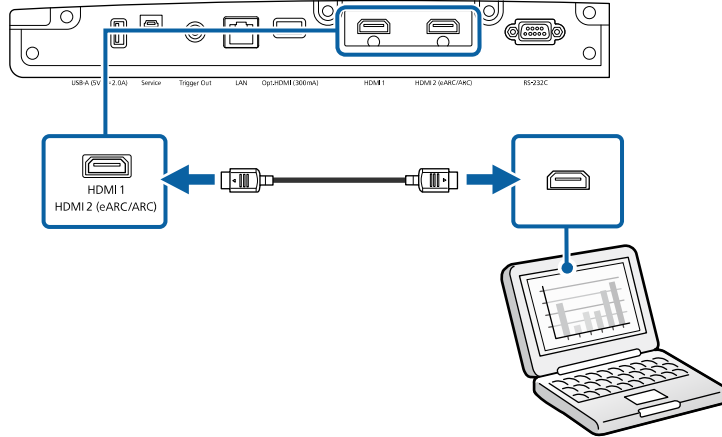 USB-A (5V 2.0A) Service Trigger Out LAN Opt.HDMI (300mA) HDMI 1 HDMI 2 (eARC/ARC) RS-232C
HDMI 1
HDMI 2 (eARC/ARC)